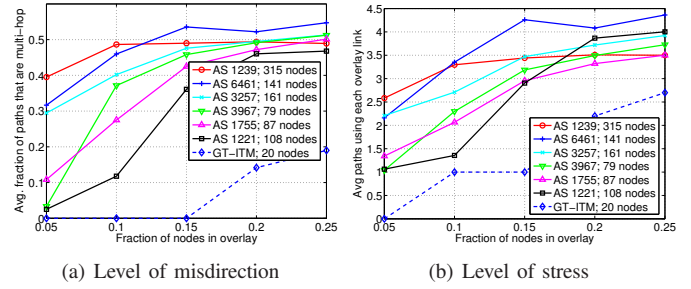 Avg. fraction of paths that are multi-hop
0.5
0.4
0.3
0.2
0.1
0
0.05
0.1
0.15
0.2
0.25
Fraction of nodes in overlay
AS 1239; 315 nodes
AS 6461; 141 nodes
AS 3257; 161 nodes
AS 3967; 79 nodes
AS 1755; 87 nodes
AS 1221; 108 nodes
GT-ITM; 20 nodes
(a) Level of misdirection
Avg paths using each overlay link
4.5
4
3.5
3
2.5
2
1.5
1
0.5
0
0.05
0.1
0.15
0.2
0.25
Fraction of nodes in overlay
AS 1239; 315 nodes
AS 6461; 141 nodes
AS 3257; 161 nodes
AS 3967; 79 nodes
AS 1755; 87 nodes
AS 1221; 108 nodes
GT-ITM; 20 nodes
(b) Level of stress